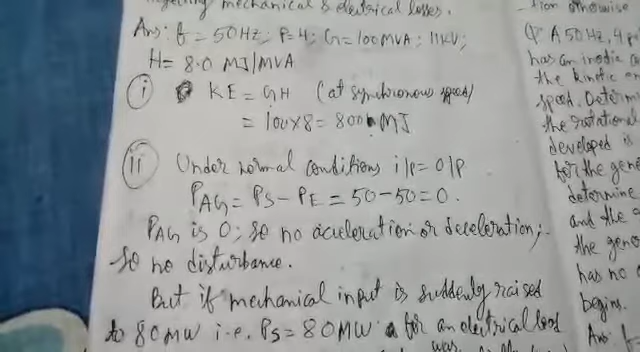 mechanical & electrical losses.
Ans: f = 50Hz; P=4; G=100MVA; 11KV;
H= 8.0 MJ/MVA
(i) KE = GH (at synchronous speed)
= 100×8= 800 MJ
(ii) Under normal conditions i/p= o/p
PAG= PS- PE = 50-50=0.
PAG is 0; so no acceleration or deceleration;
So no disturbance.
But if mechanical input is suddenly raised
to 80MW i.e. PS= 80MW for an electrical load
tion otherwise
A 50Hz, 4
has an
the kinetic
speed. Determ
the rotational
developed is
for the gene
determine
and the
the gene
has no
begins.
Ans: f-